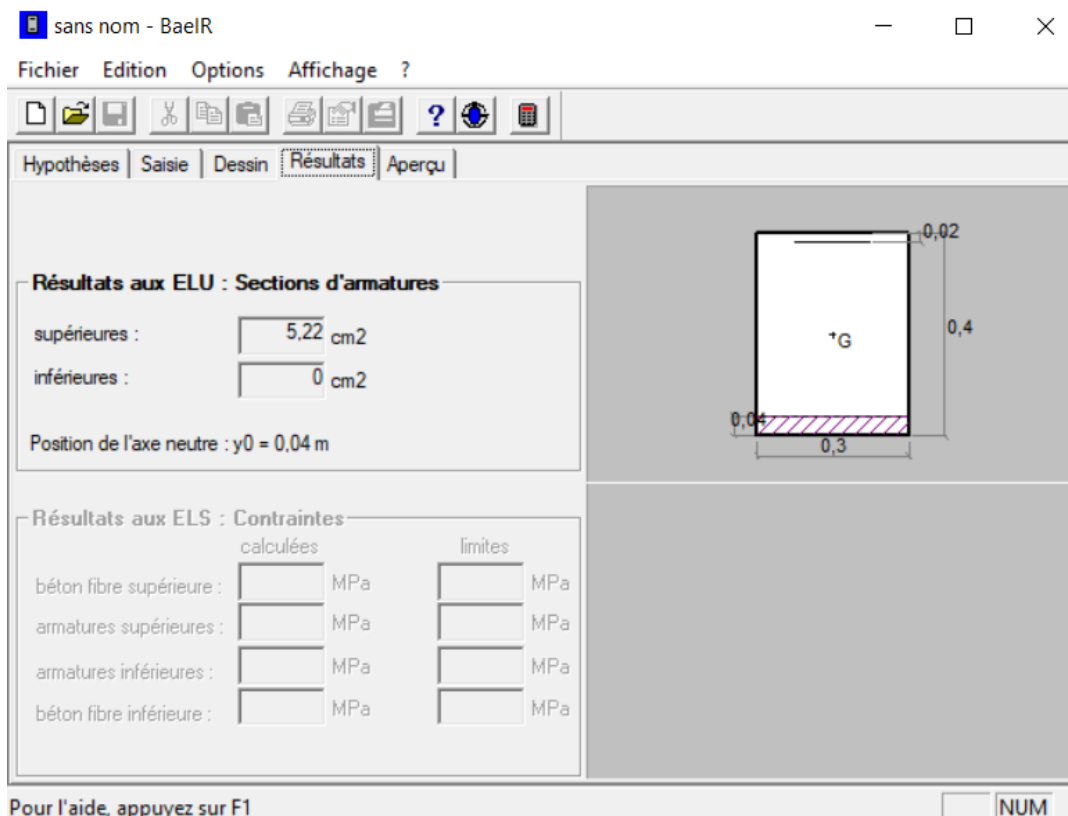 sans nom - BaelR
Fichier Edition Options Affichage ?
Hypothèses Saisie Dessin Résultats Aperçu
Résultats aux ELU : Sections d'armatures
supérieures : 5,22 cm2
inférieures : 0 cm2
Position de l'axe neutre : y0 = 0,04 m
0,02
0,4
G
0,04
0,3
Résultats aux ELS : Contraintes
calculées limites
béton fibre supérieure : MPa MPa
armatures supérieures : MPa MPa
armatures inférieures : MPa MPa
béton fibre inférieure : MPa MPa
Pour l'aide, appuyez sur F1 NUM